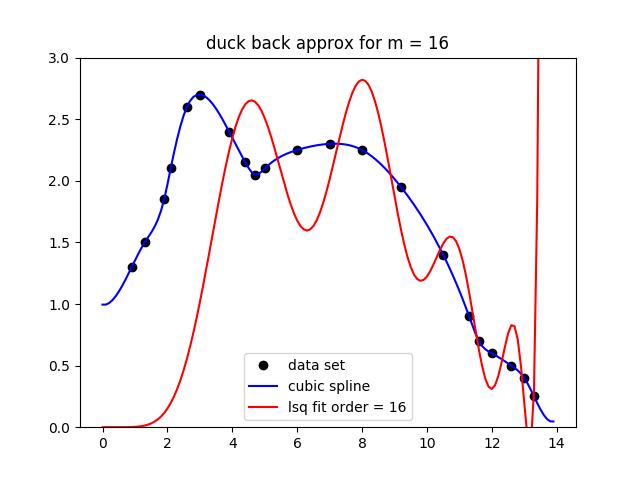 duck back approx for m = 16
3.0
2.5
2.0
1.5
1.0
0.5
0.0
data set
cubic spline
lsq fit order = 16
0 2 4 6 8 10 12 14